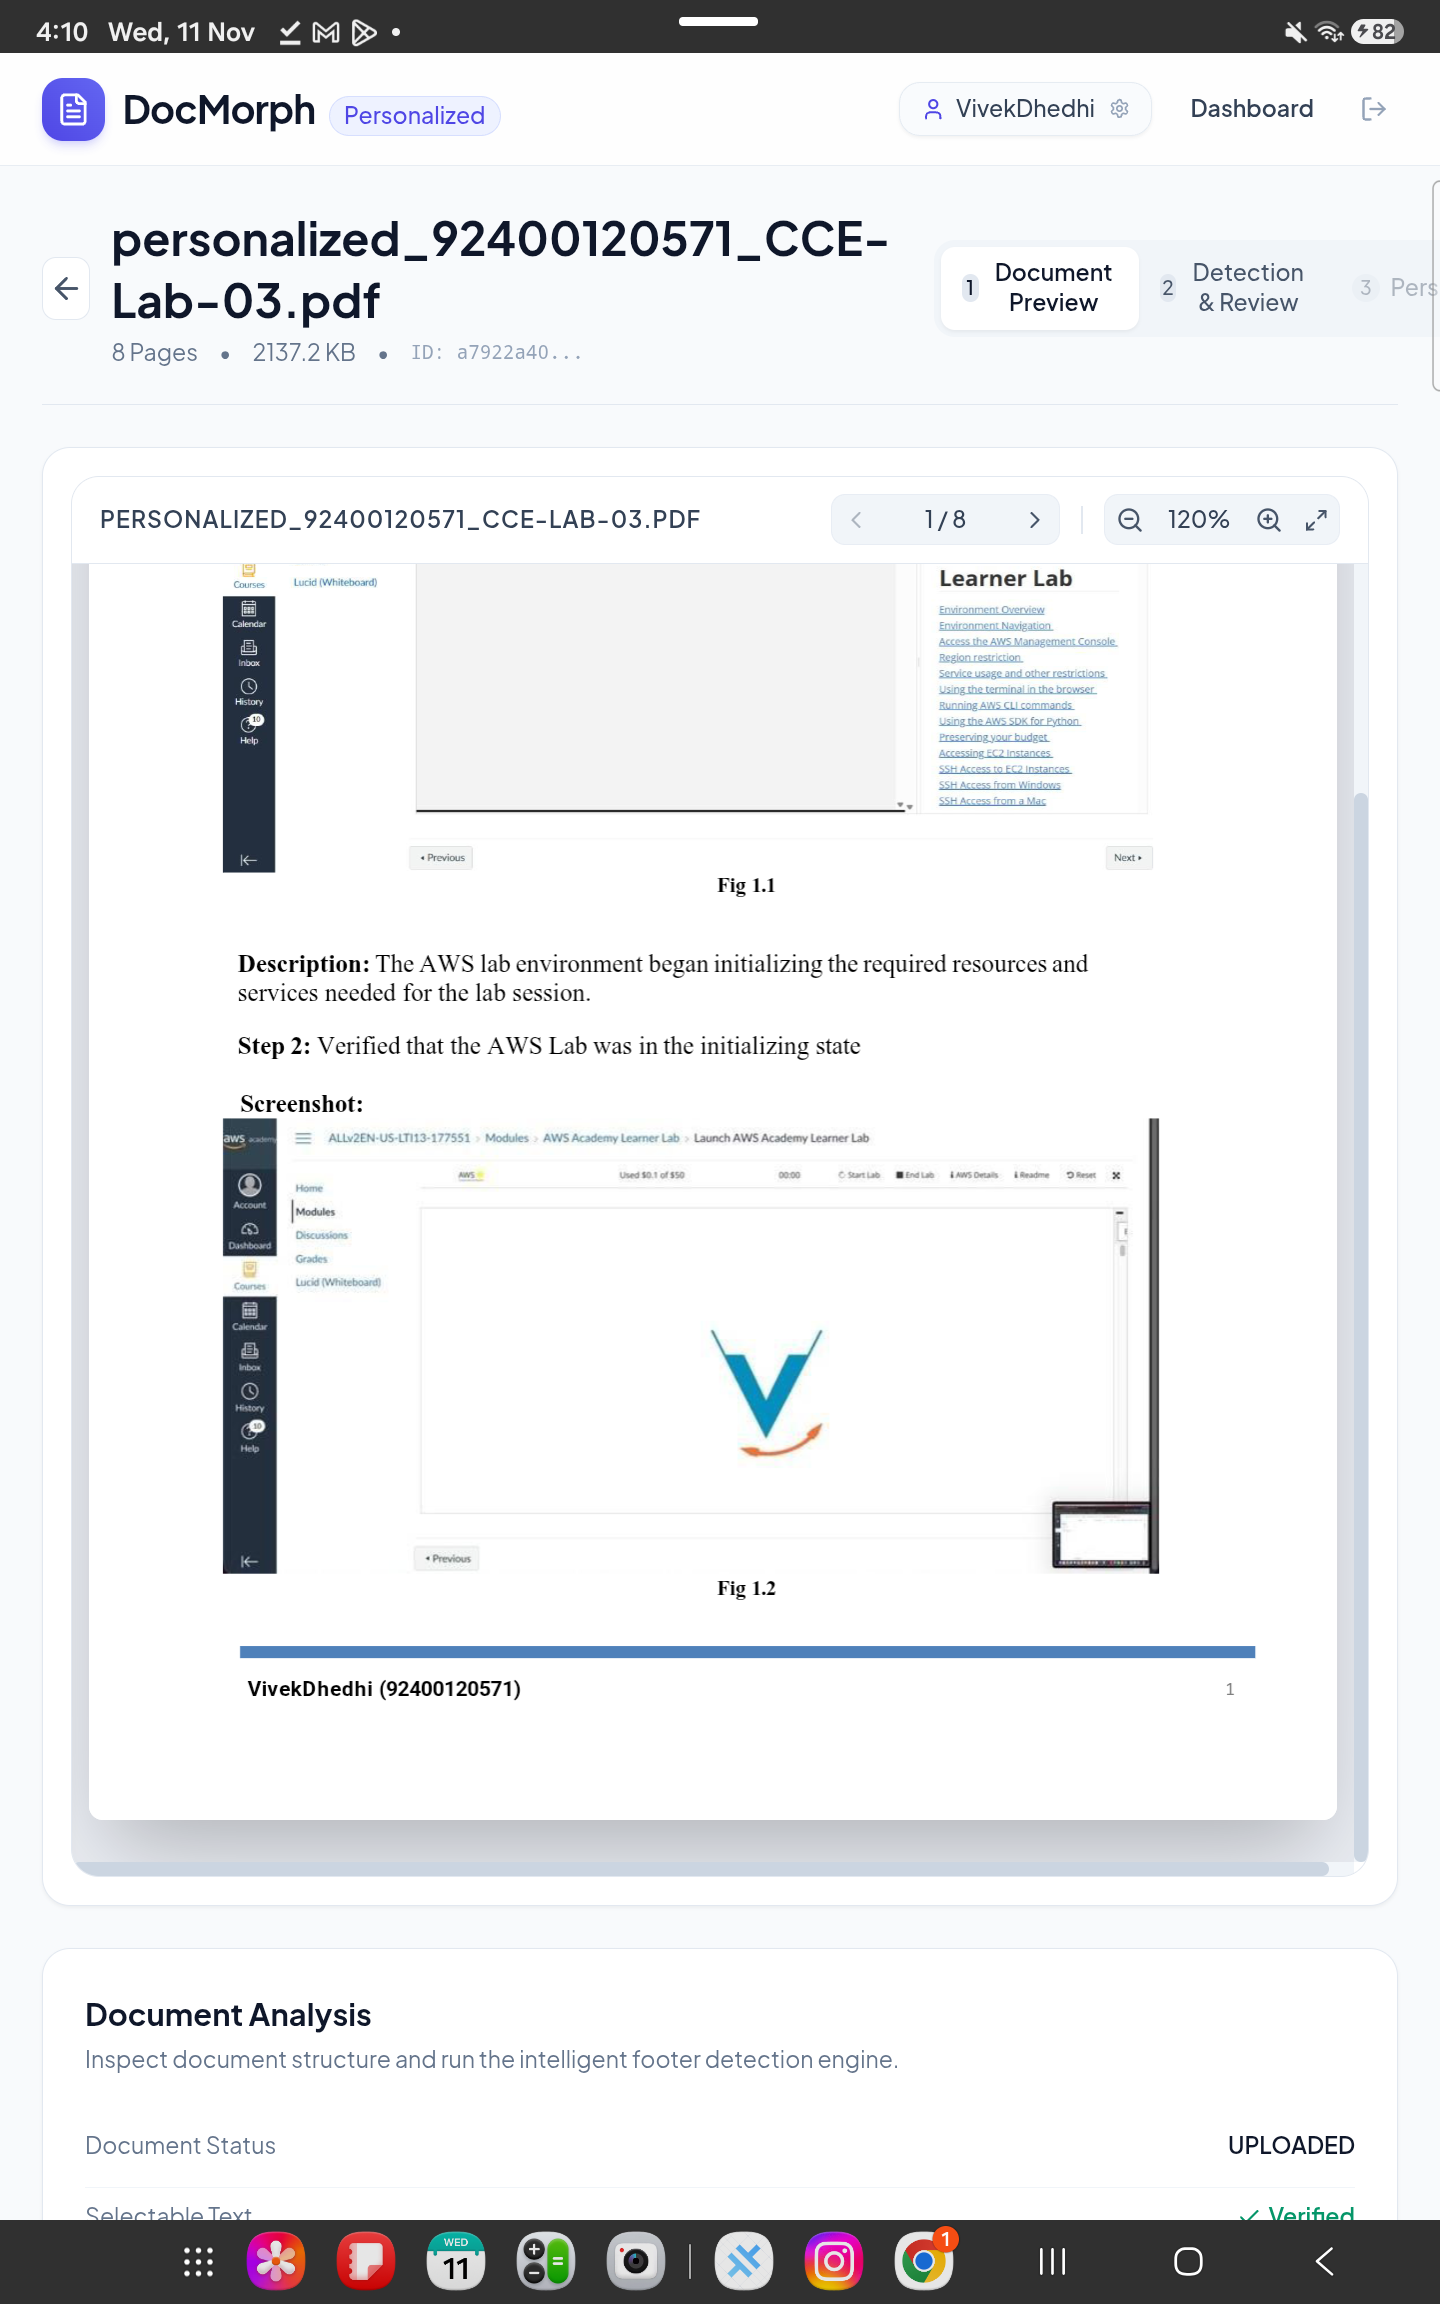 4:10 Wed, 11 Nov
82
DocMorph Personalized
VivekDhedhi
Dashboard
personalized_92400120571_CCE-
Lab-03.pdf
8 Pages • 2137.2 KB • ID: a7922a40...
1 Document
Preview
2 Detection
& Review
3 Pers
PERSONALIZED_92400120571_CCE-LAB-03.PDF
1 / 8
120%
Courses
Calendar
Inbox
History
10
Help
Lucid (Whiteboard)
Learner Lab
Environment Overview
Environment Navigation
Access the AWS Management Console
Region restriction
Service usage and other restrictions
Using the terminal in the browser
Running AWS CLI commands
Using the AWS SDK for Python
Preserving your budget
Accessing EC2 Instances
SSH Access to EC2 Instances
SSH Access from Windows
SSH Access from a Mac
Previous
Next
Fig 1.1
Description: The AWS lab environment began initializing the required resources and
services needed for the lab session.
Step 2: Verified that the AWS Lab was in the initializing state
Screenshot:
aws academy
ALLv2EN-US-LTI13-177551 > Modules > AWS Academy Learner Lab > Launch AWS Academy Learner Lab
AWS
Used $0.1 of $50
00:00
Start Lab
End Lab
AWS Details
Readme
Reset
Account
Dashboard
Courses
Calendar
Inbox
History
10
Help
Home
Modules
Discussions
Grades
Lucid (Whiteboard)
Previous
Fig 1.2
VivekDhedhi (92400120571)
1
Document Analysis
Inspect document structure and run the intelligent footer detection engine.
Document Status
UPLOADED
Selectable Text
Verified
WED
11
1